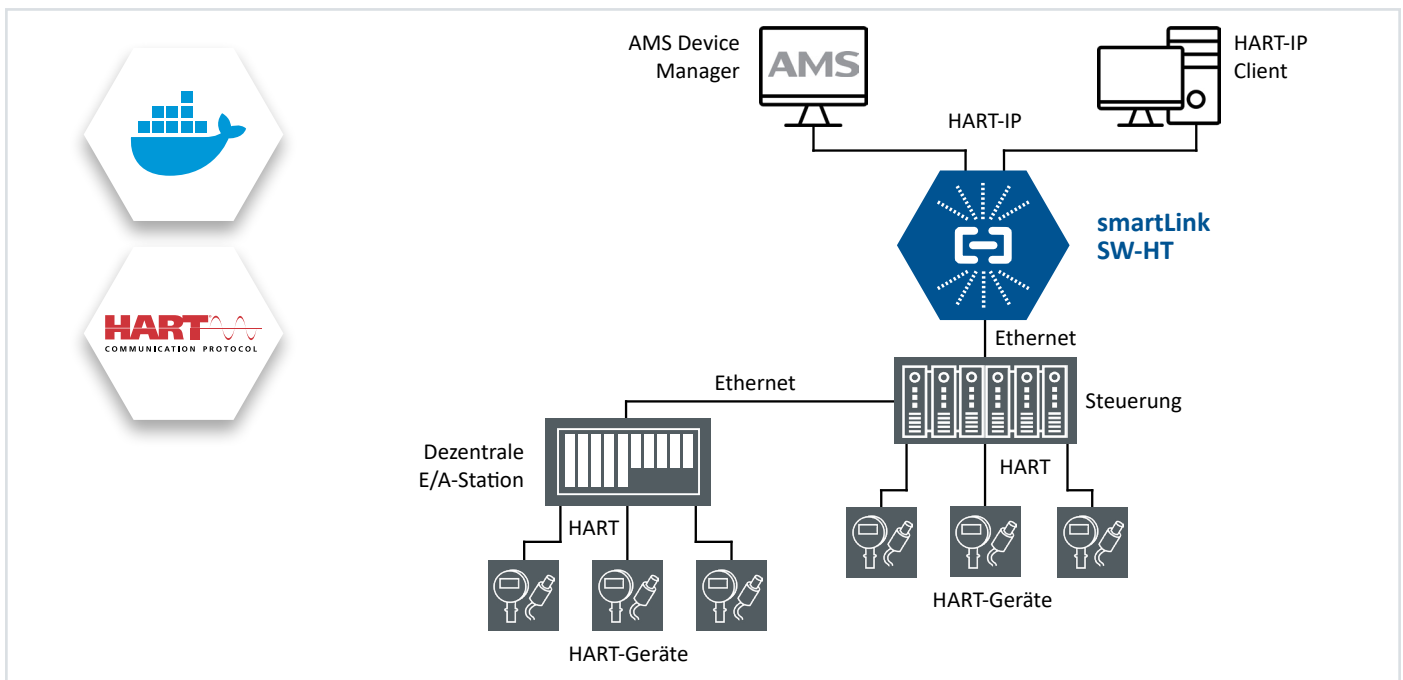 AMS Device
Manager
AMS
HART-IP
Client
HART-IP
HART
COMMUNICATION PROTOCOL
smartLink
SW-HT
Ethernet
Ethernet
Steuerung
Dezentrale
E/A-Station
HART
HART
HART-Geräte
HART-Geräte